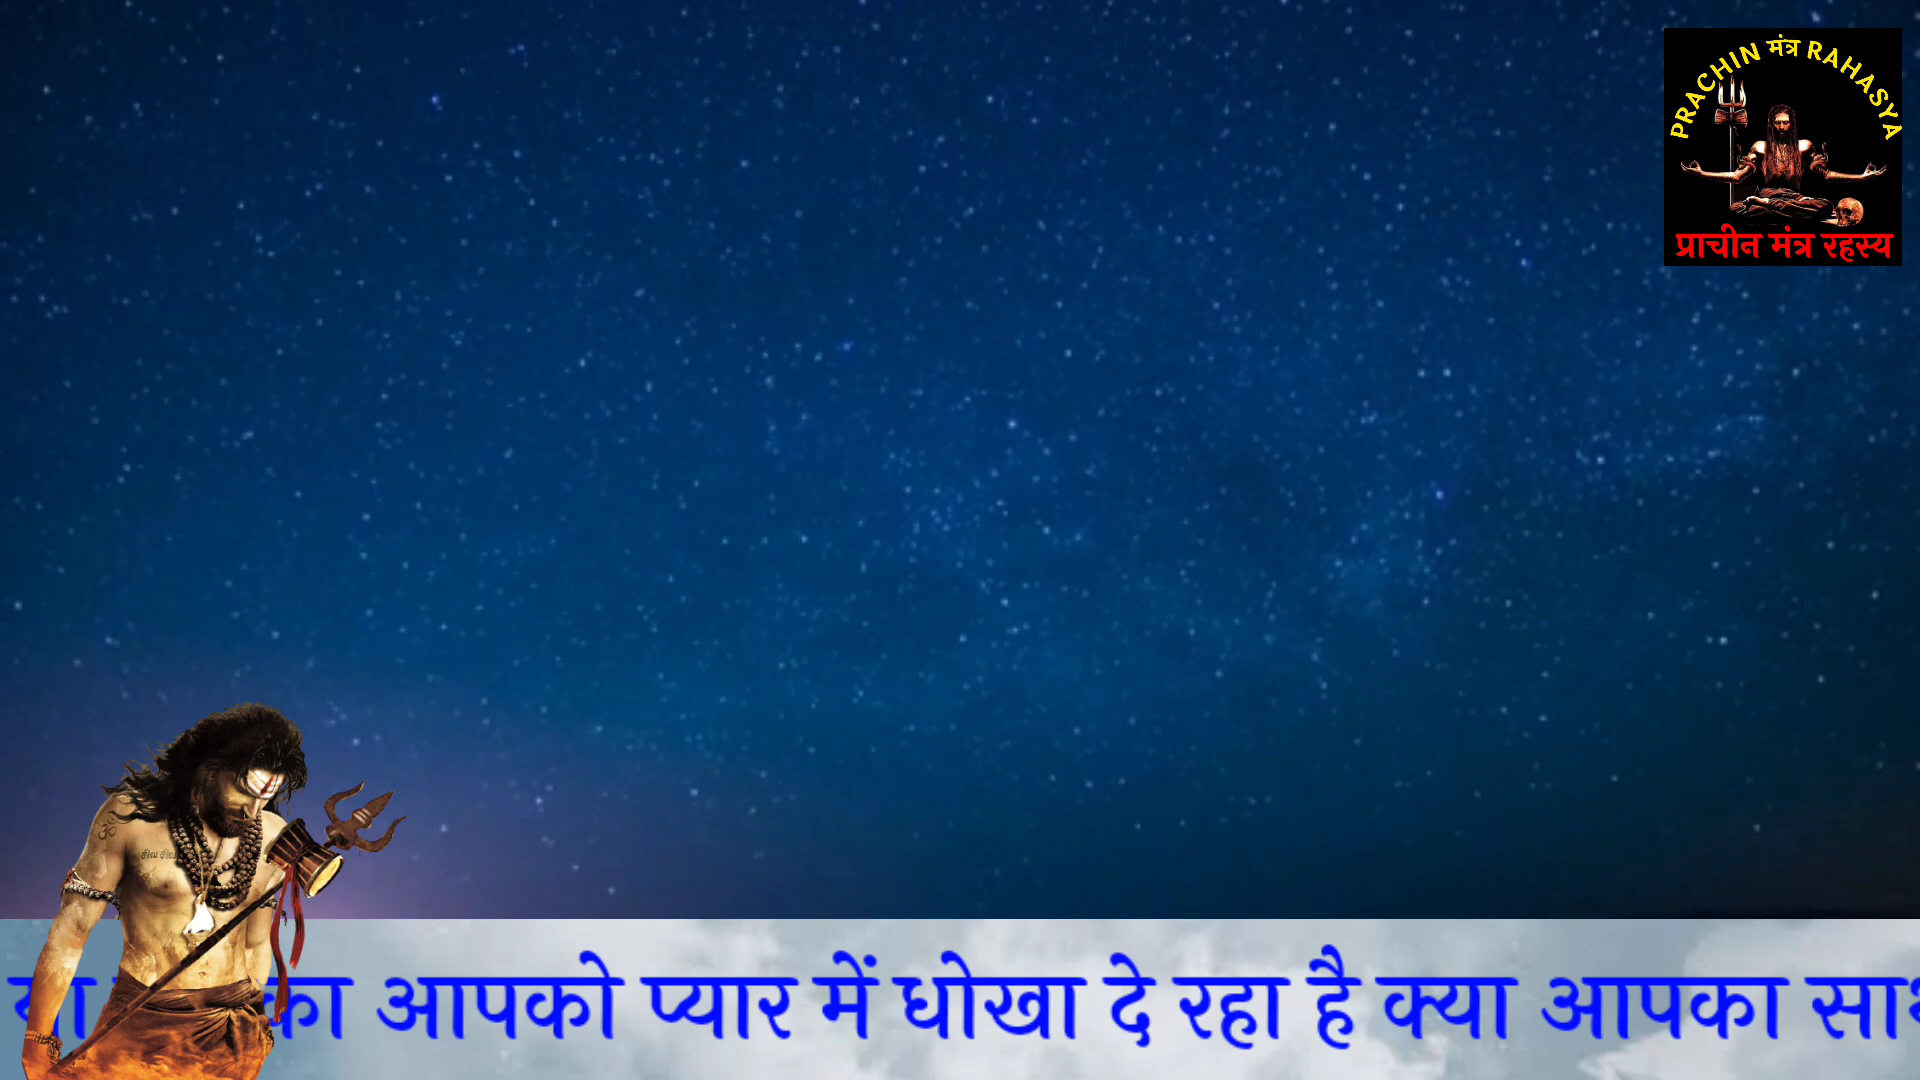 PRACHIN मंत्र RAHASYA
प्राचीन मंत्र रहस्य
का आपको प्यार में धोखा दे रहा है क्या आपका